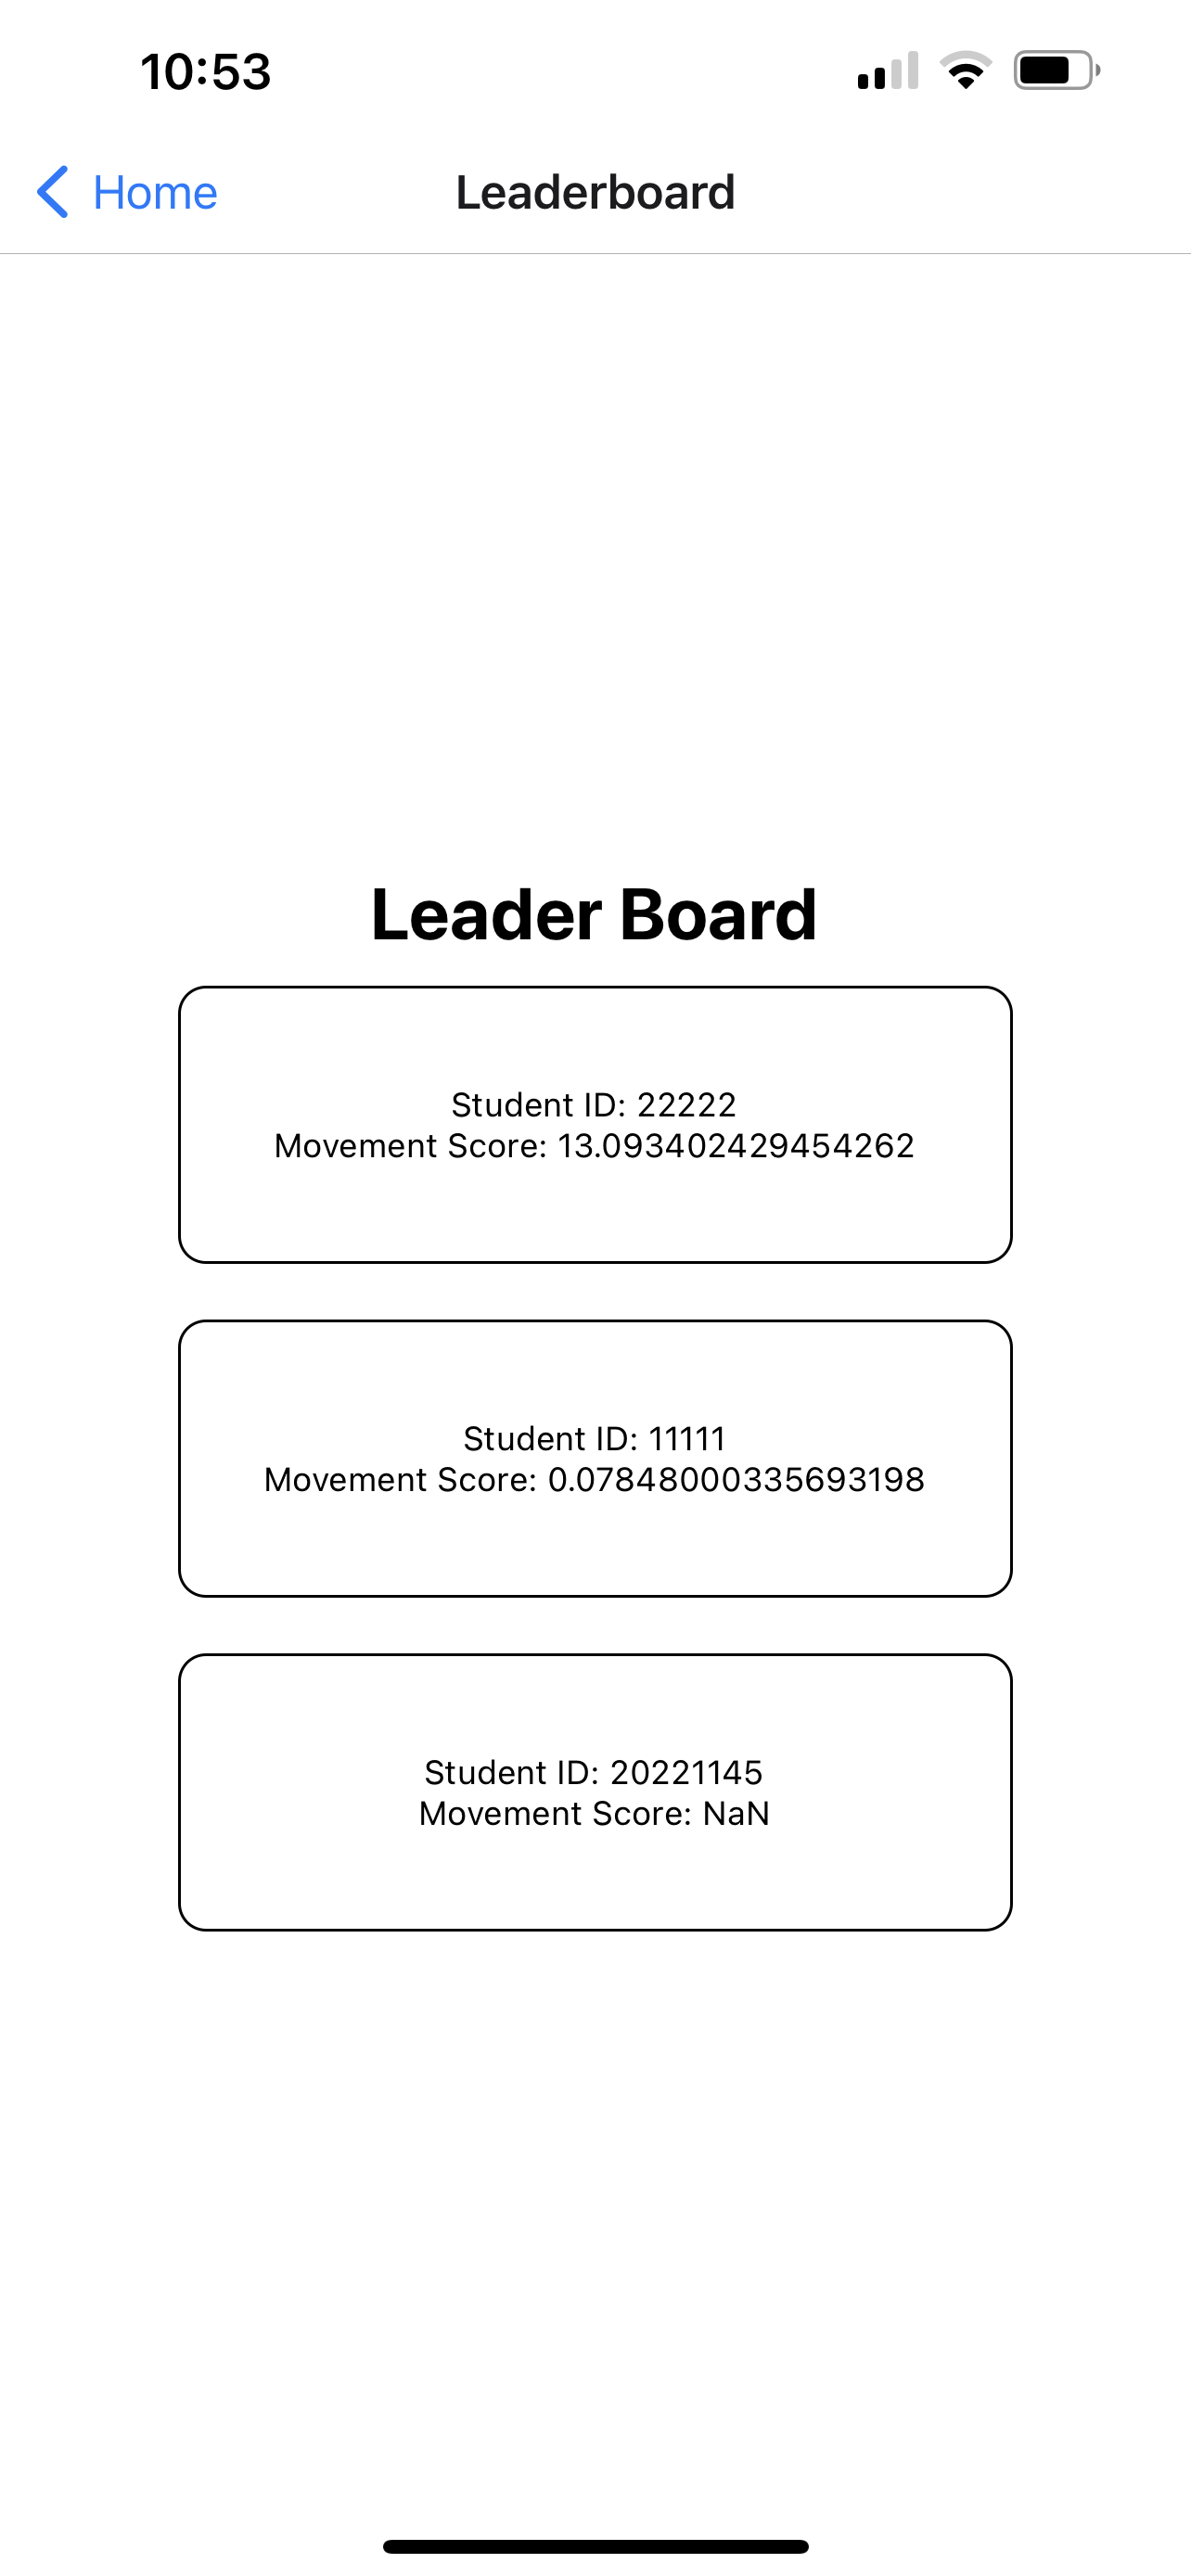 10:53
Home
Leaderboard
Leader Board
Student ID: 22222
Movement Score: 13.093402429454262
Student ID: 11111
Movement Score: 0.07848000335693198
Student ID: 20221145
Movement Score: NaN